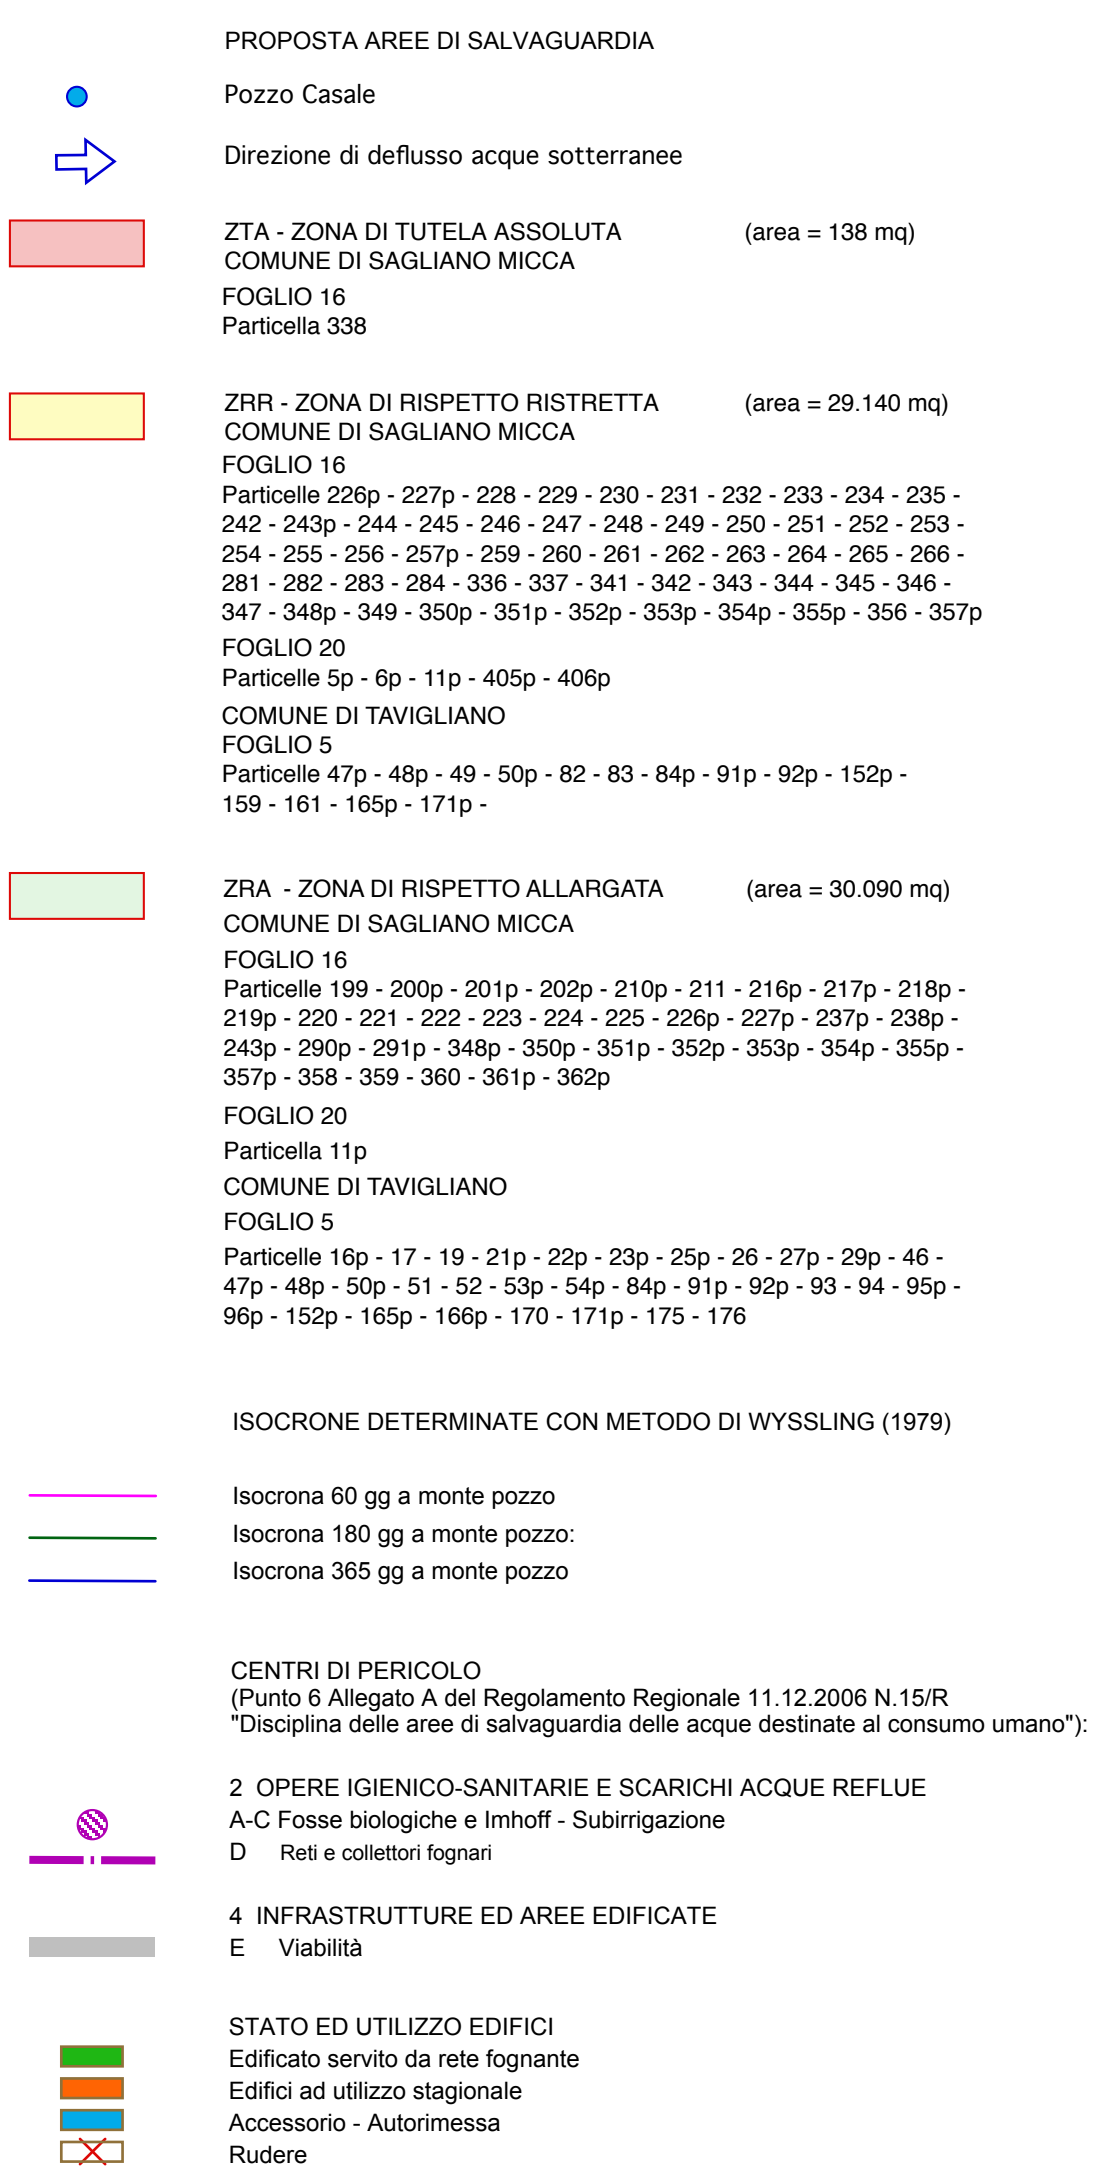 PROPOSTA AREE DI SALVAGUARDIA
Pozzo Casale
Direzione di deflusso acque sotterranee
ZTA - ZONA DI TUTELA ASSOLUTA (area = 138 mq)
COMUNE DI SAGLIANO MICCA
FOGLIO 16
Particella 338
ZRR - ZONA DI RISPETTO RISTRETTA (area = 29.140 mq)
COMUNE DI SAGLIANO MICCA
FOGLIO 16
Particelle 226p - 227p - 228 - 229 - 230 - 231 - 232 - 233 - 234 - 235 -
242 - 243p - 244 - 245 - 246 - 247 - 248 - 249 - 250 - 251 - 252 - 253 -
254 - 255 - 256 - 257p - 259 - 260 - 261 - 262 - 263 - 264 - 265 - 266 -
281 - 282 - 283 - 284 - 336 - 337 - 341 - 342 - 343 - 344 - 345 - 346 -
347 - 348p - 349 - 350p - 351p - 352p - 353p - 354p - 355p - 356 - 357p
FOGLIO 20
Particelle 5p - 6p - 11p - 405p - 406p
COMUNE DI TAVIGLIANO
FOGLIO 5
Particelle 47p - 48p - 49 - 50p - 82 - 83 - 84p - 91p - 92p - 152p -
159 - 161 - 165p - 171p -
ZRA - ZONA DI RISPETTO ALLARGATA (area = 30.090 mq)
COMUNE DI SAGLIANO MICCA
FOGLIO 16
Particelle 199 - 200p - 201p - 202p - 210p - 211 - 216p - 217p - 218p -
219p - 220 - 221 - 222 - 223 - 224 - 225 - 226p - 227p - 237p - 238p -
243p - 290p - 291p - 348p - 350p - 351p - 352p - 353p - 354p - 355p -
357p - 358 - 359 - 360 - 361p - 362p
FOGLIO 20
Particella 11p
COMUNE DI TAVIGLIANO
FOGLIO 5
Particelle 16p - 17 - 19 - 21p - 22p - 23p - 25p - 26 - 27p - 29p - 46 -
47p - 48p - 50p - 51 - 52 - 53p - 54p - 84p - 91p - 92p - 93 - 94 - 95p -
96p - 152p - 165p - 166p - 170 - 171p - 175 - 176
ISOCRONE DETERMINATE CON METODO DI WYSSLING (1979)
Isocrona 60 gg a monte pozzo
Isocrona 180 gg a monte pozzo:
Isocrona 365 gg a monte pozzo
CENTRI DI PERICOLO
(Punto 6 Allegato A del Regolamento Regionale 11.12.2006 N.15/R
"Disciplina delle aree di salvaguardia delle acque destinate al consumo umano"):
2 OPERE IGIENICO-SANITARIE E SCARICHI ACQUE REFLUE
A-C Fosse biologiche e Imhoff - Subirrigazione
D Reti e collettori fognari
4 INFRASTRUTTURE ED AREE EDIFICATE
E Viabilità
STATO ED UTILIZZO EDIFICI
Edificato servito da rete fognante
Edifici ad utilizzo stagionale
Accessorio - Autorimessa
Rudere